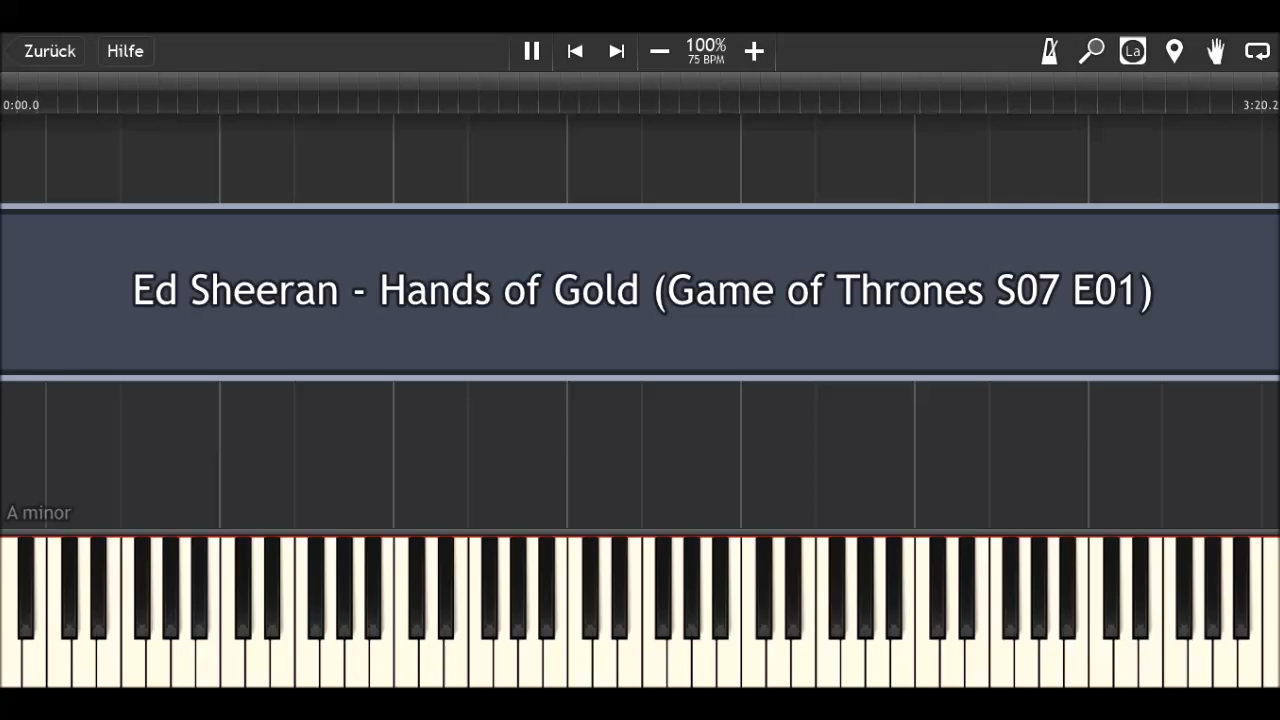 Zurück
Hilfe
100%
75 BPM
La
0:00.0
3:20.2
Ed Sheeran - Hands of Gold (Game of Thrones S07 E01)
A minor